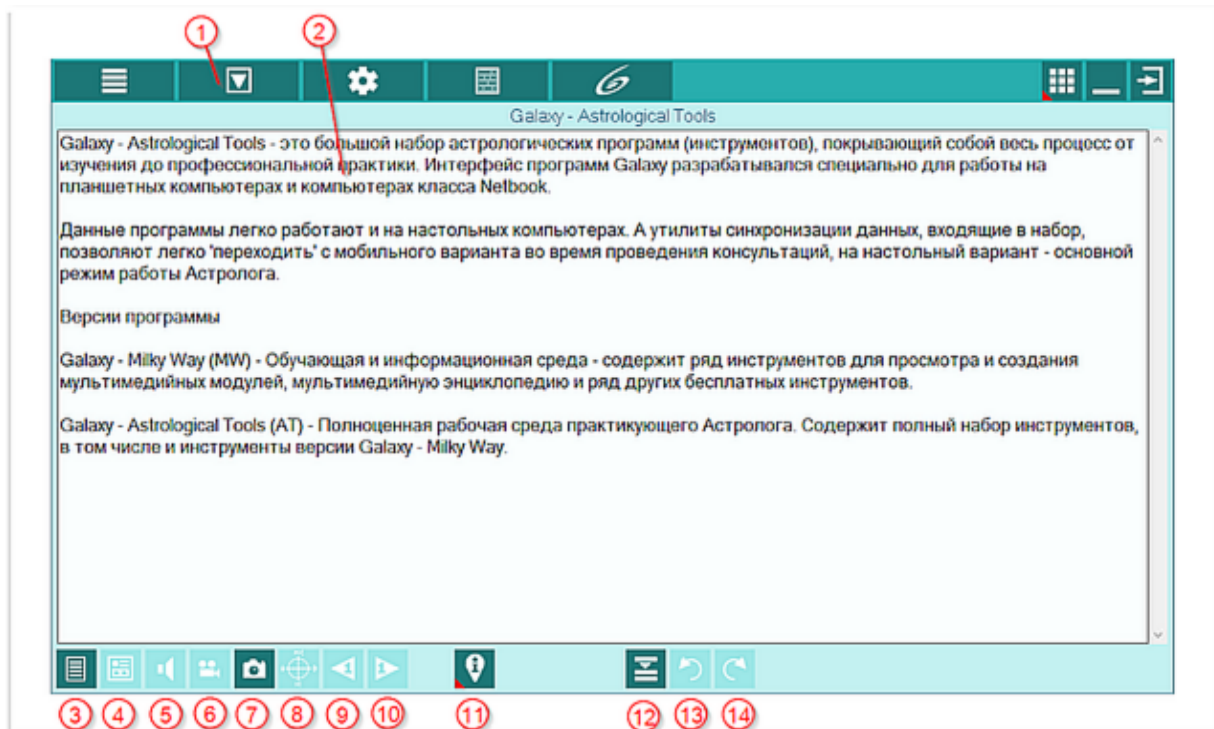 1 2
Galaxy - Astrological Tools
Galaxy - Astrological Tools - это большой набор астрологических программ (инструментов), покрывающий собой весь процесс от
изучения до профессиональной практики. Интерфейс программ Galaxy разрабатывался специально для работы на
планшетных компьютерах и компьютерах класса Netbook.
Данные программы легко работают и на настольных компьютерах. А утилиты синхронизации данных, входящие в набор,
позволяют легко "переходить" с мобильного варианта во время проведения консультаций, на настольный вариант - основной
режим работы Астролога.
Версии программы
Galaxy - Milky Way (MW) - Обучающая и информационная среда - содержит ряд инструментов для просмотра и создания
мультимедийных модулей, мультимедийную энциклопедию и ряд других бесплатных инструментов.
Galaxy - Astrological Tools (AT) - Полноценная рабочая среда практикующего Астролога. Содержит полный набор инструментов,
в том числе и инструменты версии Galaxy - Milky Way.
3 4 5 6 7 8 9 10 11 12 13 14